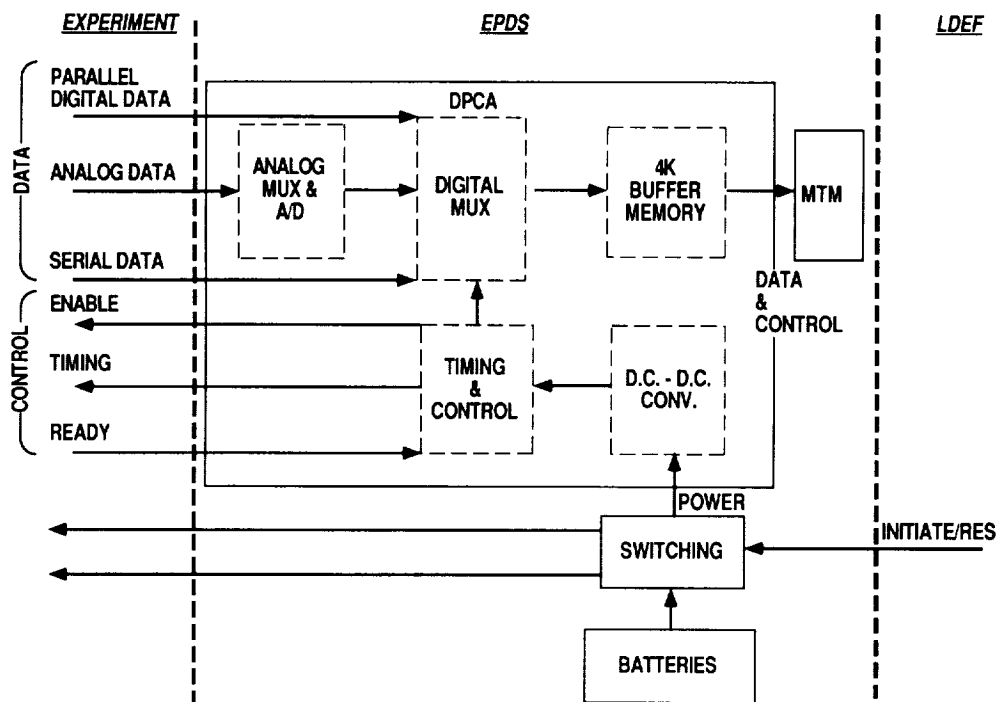 EXPERIMENT
EPDS
LDEF
DATA
PARALLEL
DIGITAL DATA
ANALOG DATA
SERIAL DATA
CONTROL
ENABLE
TIMING
READY
DPCA
ANALOG
MUX &
A/D
DIGITAL
MUX
4K
BUFFER
MEMORY
MTM
DATA
&
CONTROL
TIMING
&
CONTROL
D.C. - D.C.
CONV.
POWER
SWITCHING
INITIATE/RES
BATTERIES